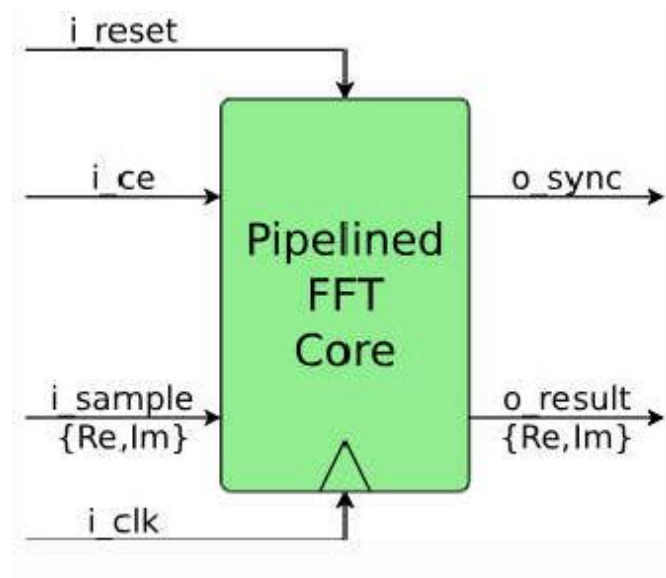 i_reset
i_ce
o_sync
Pipelined
FFT
Core
i_sample
{Re,Im}
o_result
{Re,Im}
i_clk